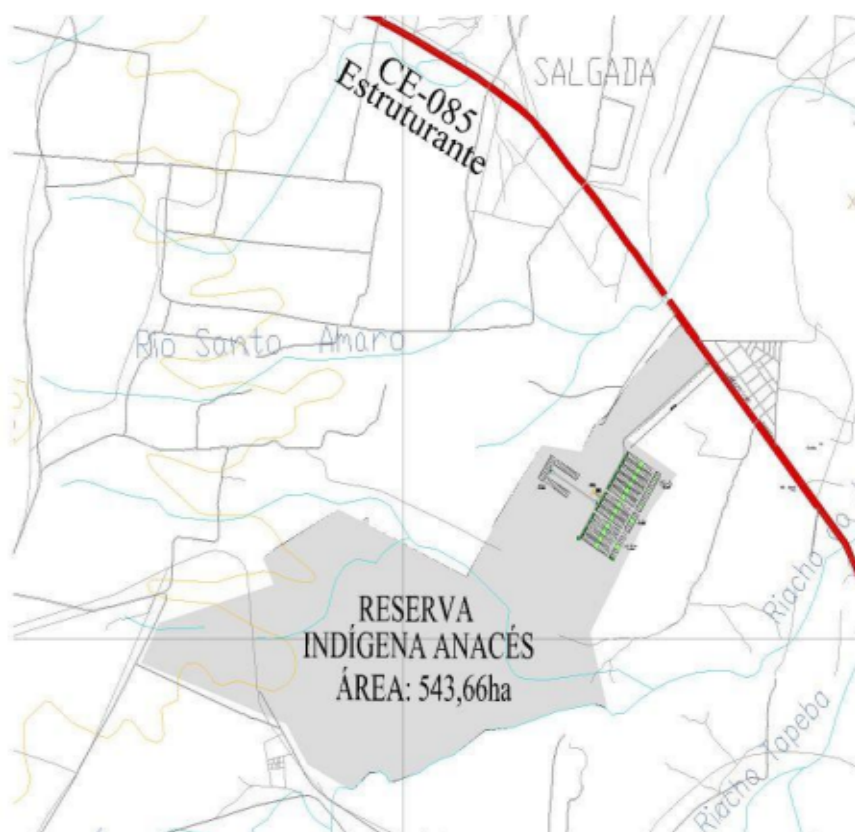 CE-085
Estruturante
SALGADA
Rio Santo Amaro
RESERVA
INDÍGENA ANACÉS
ÁREA: 543,66ha
Riacho
Riacho Tapeba